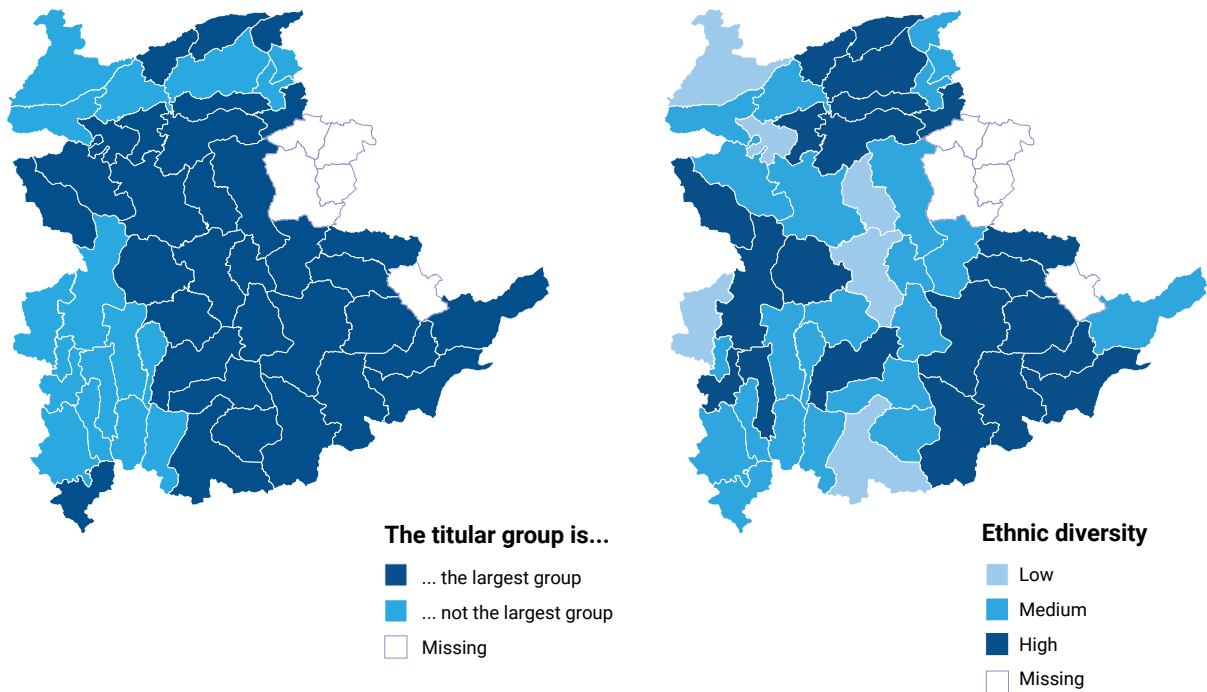 The titular group is...
... the largest group
... not the largest group
Missing
Ethnic diversity
Low
Medium
High
Missing